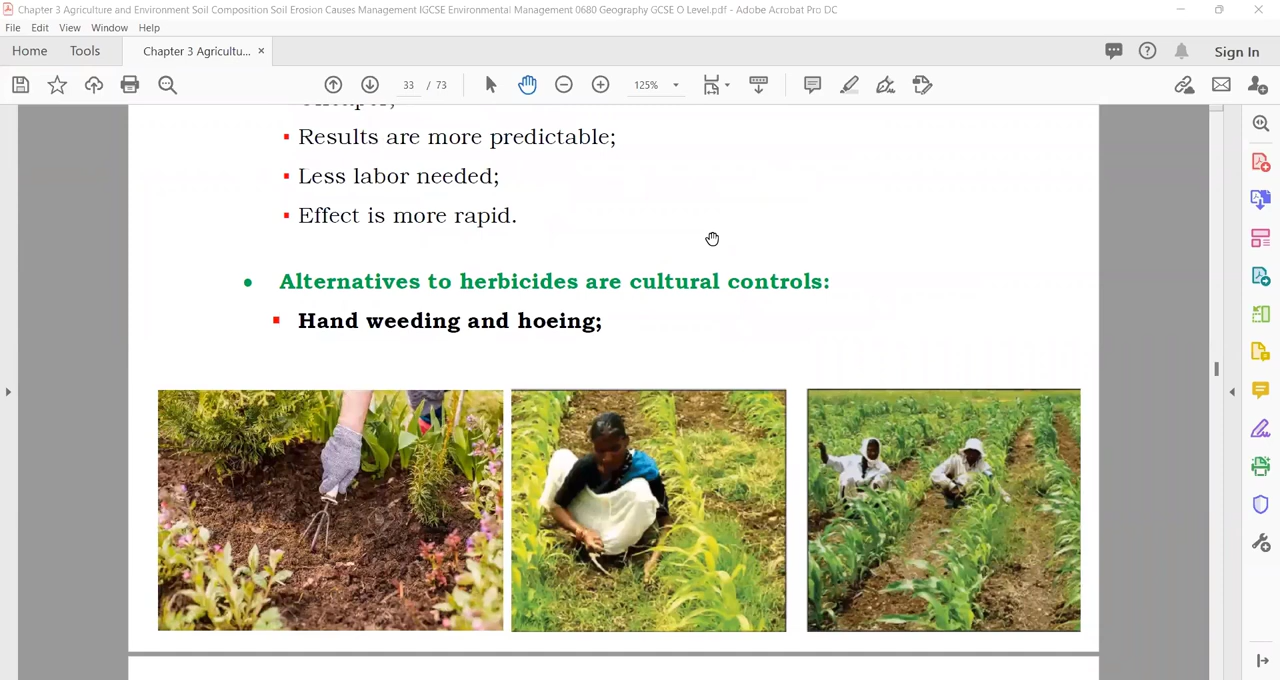 Chapter 3 Agriculture and Environment Soil Composition Soil Erosion Causes Management IGCSE Environmental Management 0680 Geography GCSE O Level.pdf - Adobe Acrobat Pro DC
File Edit View Window Help
Home Tools Chapter 3 Agricultu... × Sign In
33 / 73 125%
▪ Results are more predictable;
▪ Less labor needed;
▪ Effect is more rapid.
• Alternatives to herbicides are cultural controls:
▪ Hand weeding and hoeing;